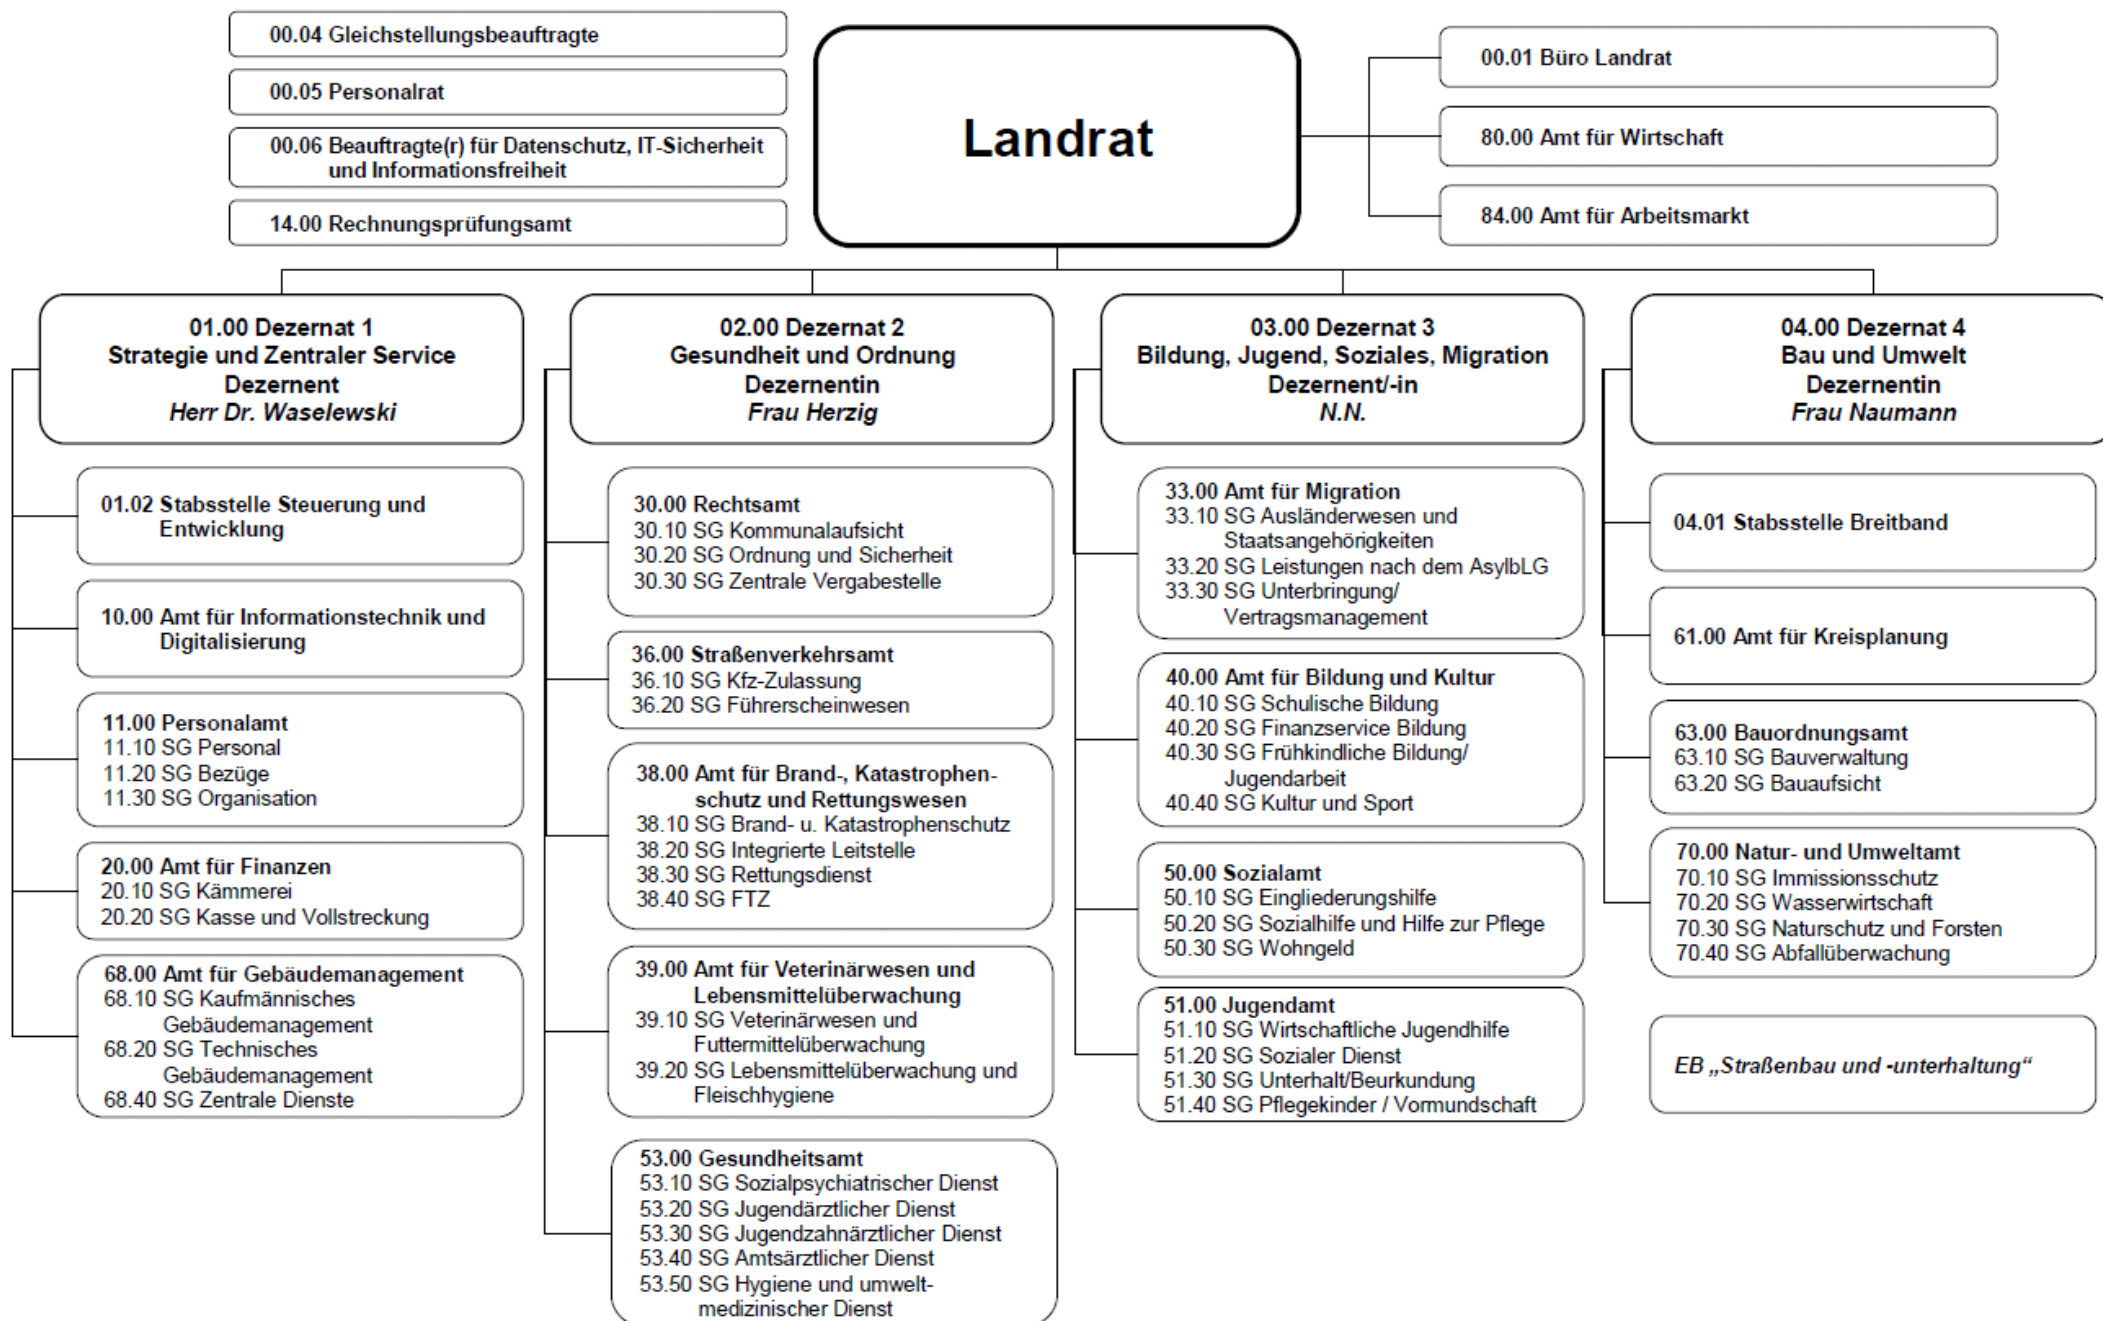 00.04 Gleichstellungsbeauftragte
00.05 Personalrat
00.06 Beauftragte(r) für Datenschutz, IT-Sicherheit
und Informationsfreiheit
14.00 Rechnungsprüfungsamt
Landrat
00.01 Büro Landrat
80.00 Amt für Wirtschaft
84.00 Amt für Arbeitsmarkt
01.00 Dezernat 1
Strategie und Zentraler Service
Dezernent
Herr Dr. Waselewski
01.02 Stabsstelle Steuerung und
Entwicklung
10.00 Amt für Informationstechnik und
Digitalisierung
11.00 Personalamt
11.10 SG Personal
11.20 SG Bezüge
11.30 SG Organisation
20.00 Amt für Finanzen
20.10 SG Kämmerei
20.20 SG Kasse und Vollstreckung
68.00 Amt für Gebäudemanagement
68.10 SG Kaufmännisches
Gebäudemanagement
68.20 SG Technisches
Gebäudemanagement
68.40 SG Zentrale Dienste
02.00 Dezernat 2
Gesundheit und Ordnung
Dezernentin
Frau Herzig
30.00 Rechtsamt
30.10 SG Kommunalaufsicht
30.20 SG Ordnung und Sicherheit
30.30 SG Zentrale Vergabestelle
36.00 Straßenverkehrsamt
36.10 SG Kfz-Zulassung
36.20 SG Führerscheinwesen
38.00 Amt für Brand-, Katastrophen-
schutz und Rettungswesen
38.10 SG Brand- u. Katastrophenschutz
38.20 SG Integrierte Leitstelle
38.30 SG Rettungsdienst
38.40 SG FTZ
39.00 Amt für Veterinärwesen und
Lebensmittelüberwachung
39.10 SG Veterinärwesen und
Futtermittelüberwachung
39.20 SG Lebensmittelüberwachung und
Fleischhygiene
53.00 Gesundheitsamt
53.10 SG Sozialpsychiatrischer Dienst
53.20 SG Jugendärztlicher Dienst
53.30 SG Jugendzahnärztlicher Dienst
53.40 SG Amtsärztlicher Dienst
53.50 SG Hygiene und umwelt-
medizinischer Dienst
03.00 Dezernat 3
Bildung, Jugend, Soziales, Migration
Dezernent/-in
N.N.
33.00 Amt für Migration
33.10 SG Ausländerwesen und
Staatsangehörigkeiten
33.20 SG Leistungen nach dem AsylbLG
33.30 SG Unterbringung/
Vertragsmanagement
40.00 Amt für Bildung und Kultur
40.10 SG Schulische Bildung
40.20 SG Finanzservice Bildung
40.30 SG Frühkindliche Bildung/
Jugendarbeit
40.40 SG Kultur und Sport
50.00 Sozialamt
50.10 SG Eingliederungshilfe
50.20 SG Sozialhilfe und Hilfe zur Pflege
50.30 SG Wohngeld
51.00 Jugendamt
51.10 SG Wirtschaftliche Jugendhilfe
51.20 SG Sozialer Dienst
51.30 SG Unterhalt/Beurkundung
51.40 SG Pflegekinder / Vormundschaft
04.00 Dezernat 4
Bau und Umwelt
Dezernentin
Frau Naumann
04.01 Stabsstelle Breitband
61.00 Amt für Kreisplanung
63.00 Bauordnungsamt
63.10 SG Bauverwaltung
63.20 SG Bauaufsicht
70.00 Natur- und Umweltamt
70.10 SG Immissionsschutz
70.20 SG Wasserwirtschaft
70.30 SG Naturschutz und Forsten
70.40 SG Abfallüberwachung
EB „Straßenbau und -unterhaltung“